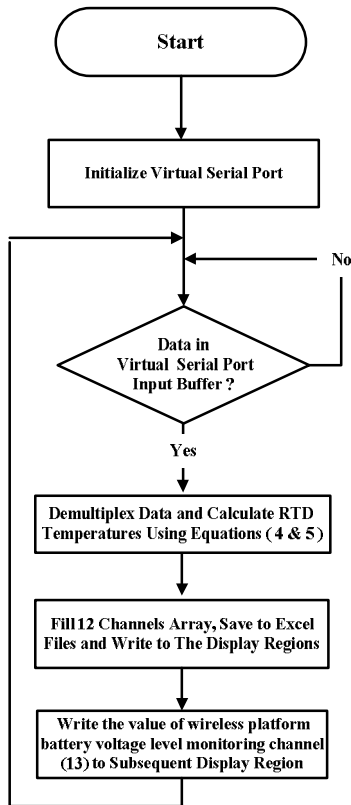 Start
Initialize Virtual Serial Port
No
Data in
Virtual Serial Port
Input Buffer ?
Yes
Demultiplex Data and Calculate RTD
Temperatures Using Equations ( 4 & 5 )
Fill12 Channels Array, Save to Excel
Files and Write to The Display Regions
Write the value of wireless platform
battery voltage level monitoring channel
(13) to Subsequent Display Region